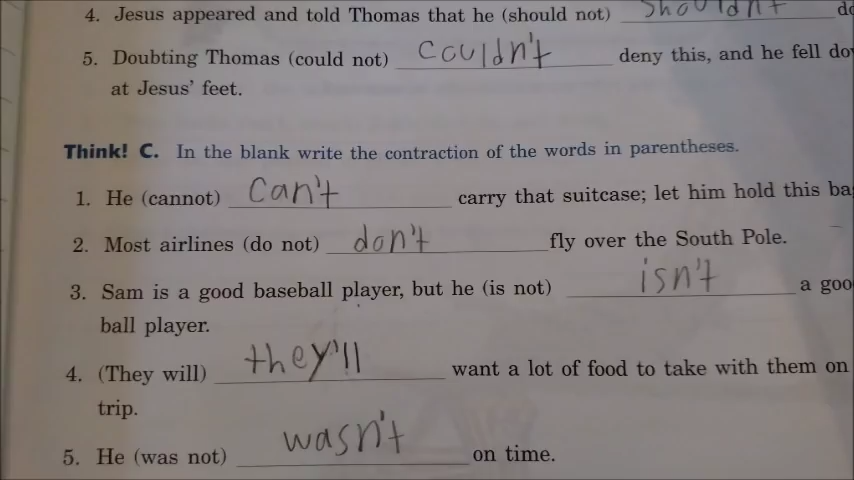 4. Jesus appeared and told Thomas that he (should not) shouldn't
5. Doubting Thomas (could not) couldn't deny this, and he fell
at Jesus' feet.
Think! C. In the blank write the contraction of the words in parentheses.
1. He (cannot) can't carry that suitcase; let him hold this
2. Most airlines (do not) don't fly over the South Pole.
3. Sam is a good baseball player, but he (is not) isn't a
ball player.
4. (They will) they'll want a lot of food to take with them on
trip.
5. He (was not) wasn't on time.